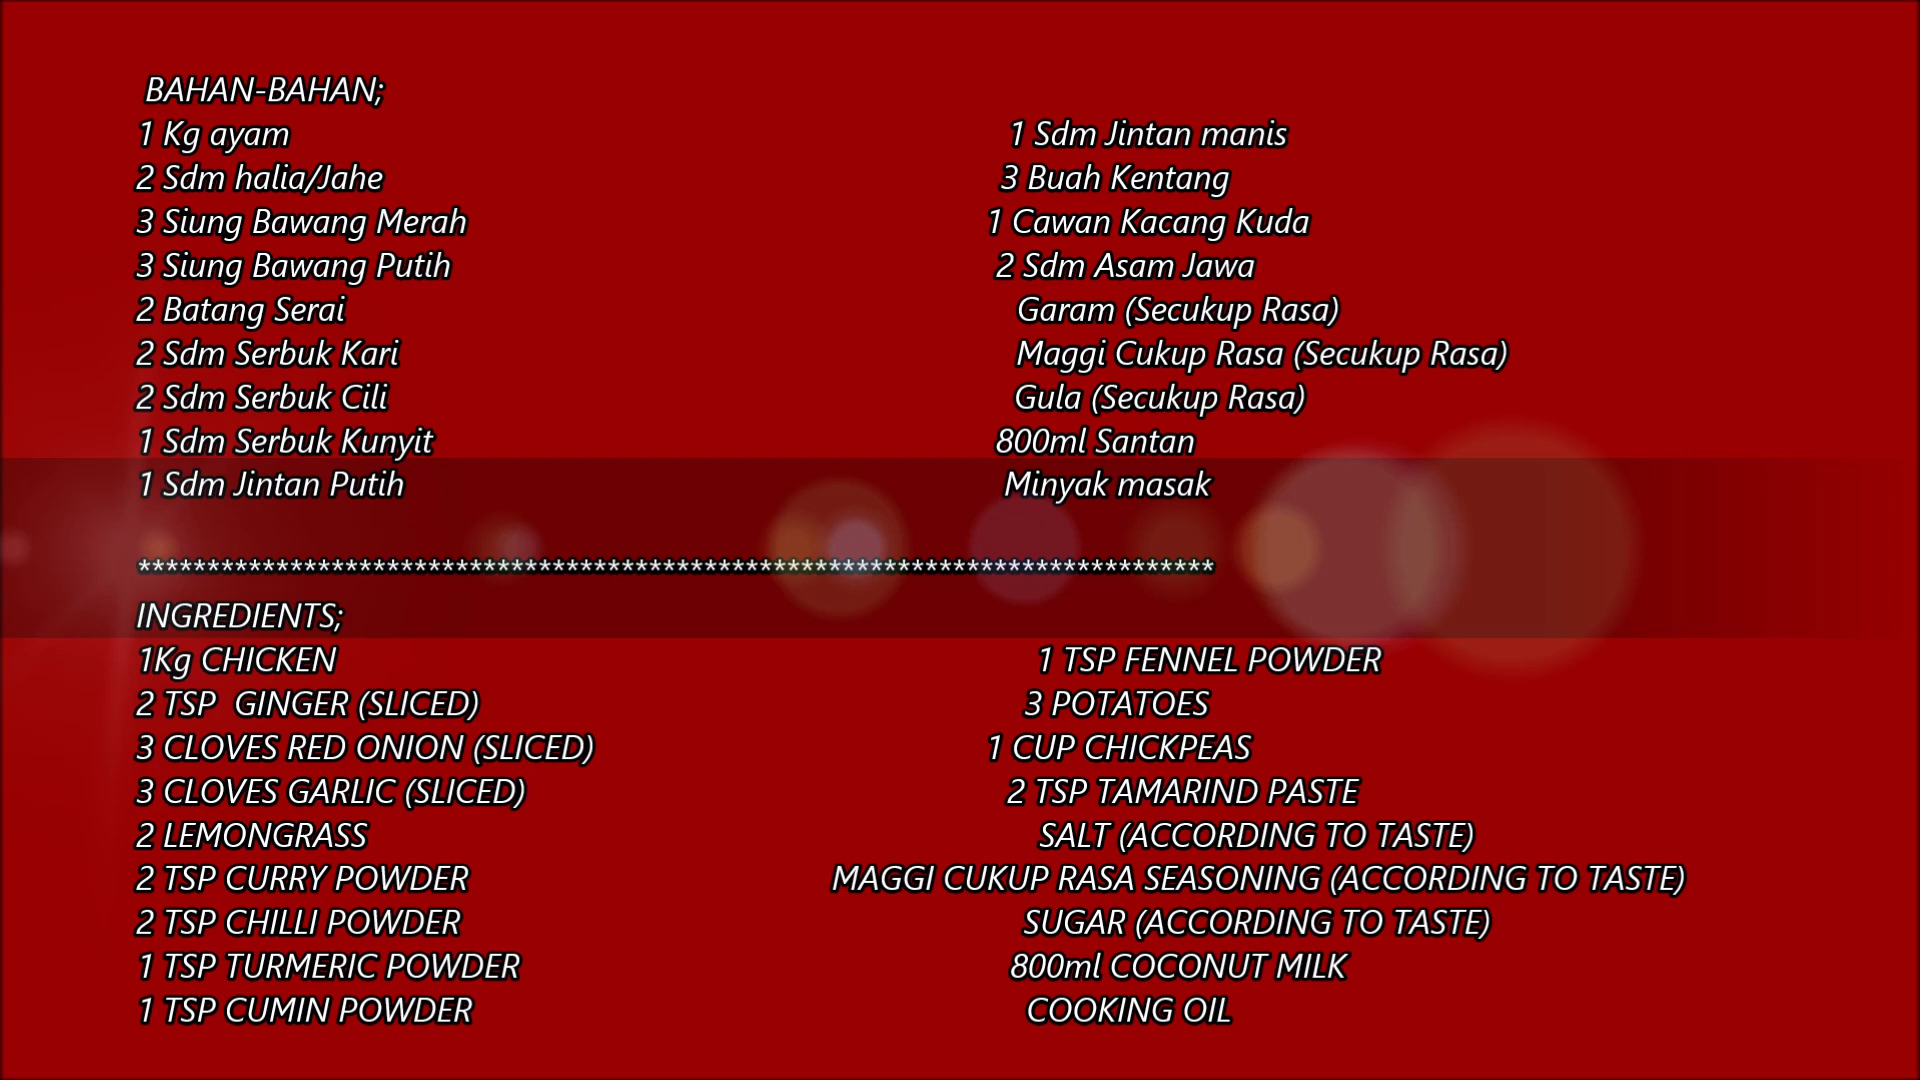 BAHAN-BAHAN;
1 Kg ayam
2 Sdm halia/Jahe
3 Siung Bawang Merah
3 Siung Bawang Putih
2 Batang Serai
2 Sdm Serbuk Kari
2 Sdm Serbuk Cili
1 Sdm Serbuk Kunyit
1 Sdm Jintan Putih
1 Sdm Jintan manis
3 Buah Kentang
1 Cawan Kacang Kuda
2 Sdm Asam Jawa
Garam (Secukup Rasa)
Maggi Cukup Rasa (Secukup Rasa)
Gula (Secukup Rasa)
800ml Santan
Minyak masak
******************************************************************************
INGREDIENTS;
1Kg CHICKEN
2 TSP GINGER (SLICED)
3 CLOVES RED ONION (SLICED)
3 CLOVES GARLIC (SLICED)
2 LEMONGRASS
2 TSP CURRY POWDER
2 TSP CHILLI POWDER
1 TSP TURMERIC POWDER
1 TSP CUMIN POWDER
1 TSP FENNEL POWDER
3 POTATOES
1 CUP CHICKPEAS
2 TSP TAMARIND PASTE
SALT (ACCORDING TO TASTE)
MAGGI CUKUP RASA SEASONING (ACCORDING TO TASTE)
SUGAR (ACCORDING TO TASTE)
800ml COCONUT MILK
COOKING OIL